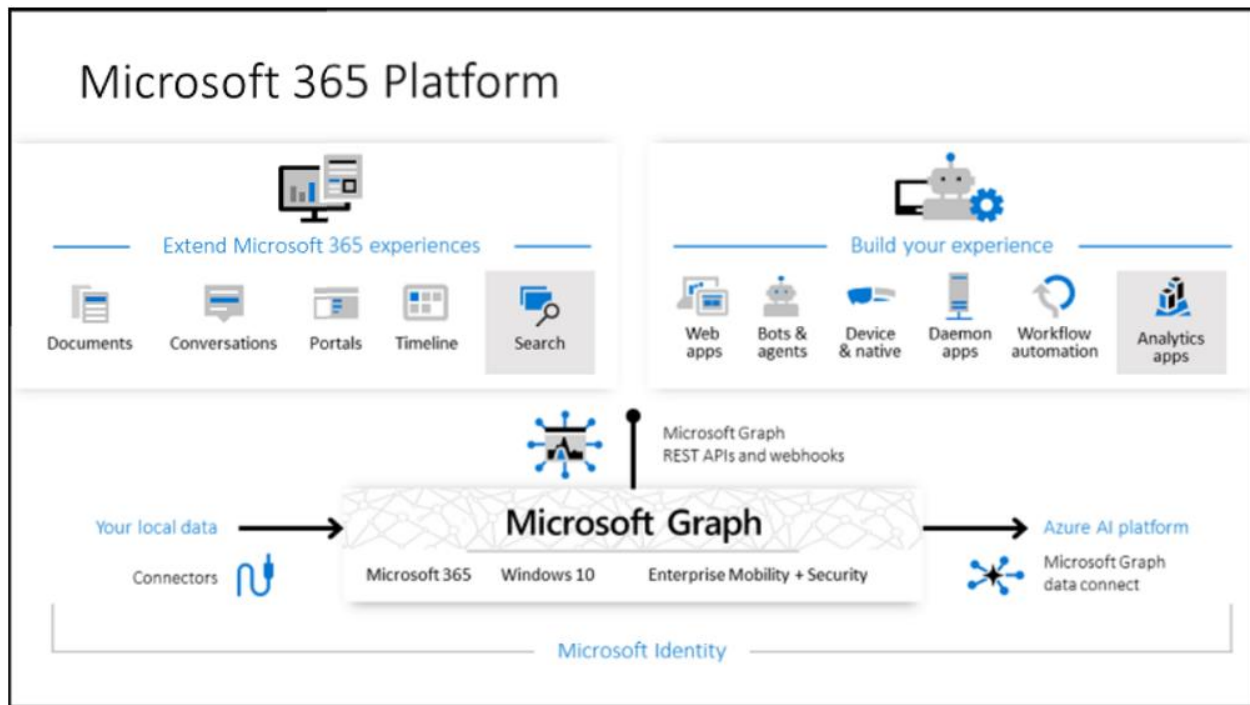 Microsoft 365 Platform
Extend Microsoft 365 experiences
Documents
Conversations
Portals
Timeline
Search
Build your experience
Web
apps
Bots &
agents
Device
& native
Daemon
apps
Workflow
automation
Analytics
apps
Microsoft Graph
REST APIs and webhooks
Your local data
Connectors
Microsoft Graph
Microsoft 365
Windows 10
Enterprise Mobility + Security
Azure AI platform
Microsoft Graph
data connect
Microsoft Identity